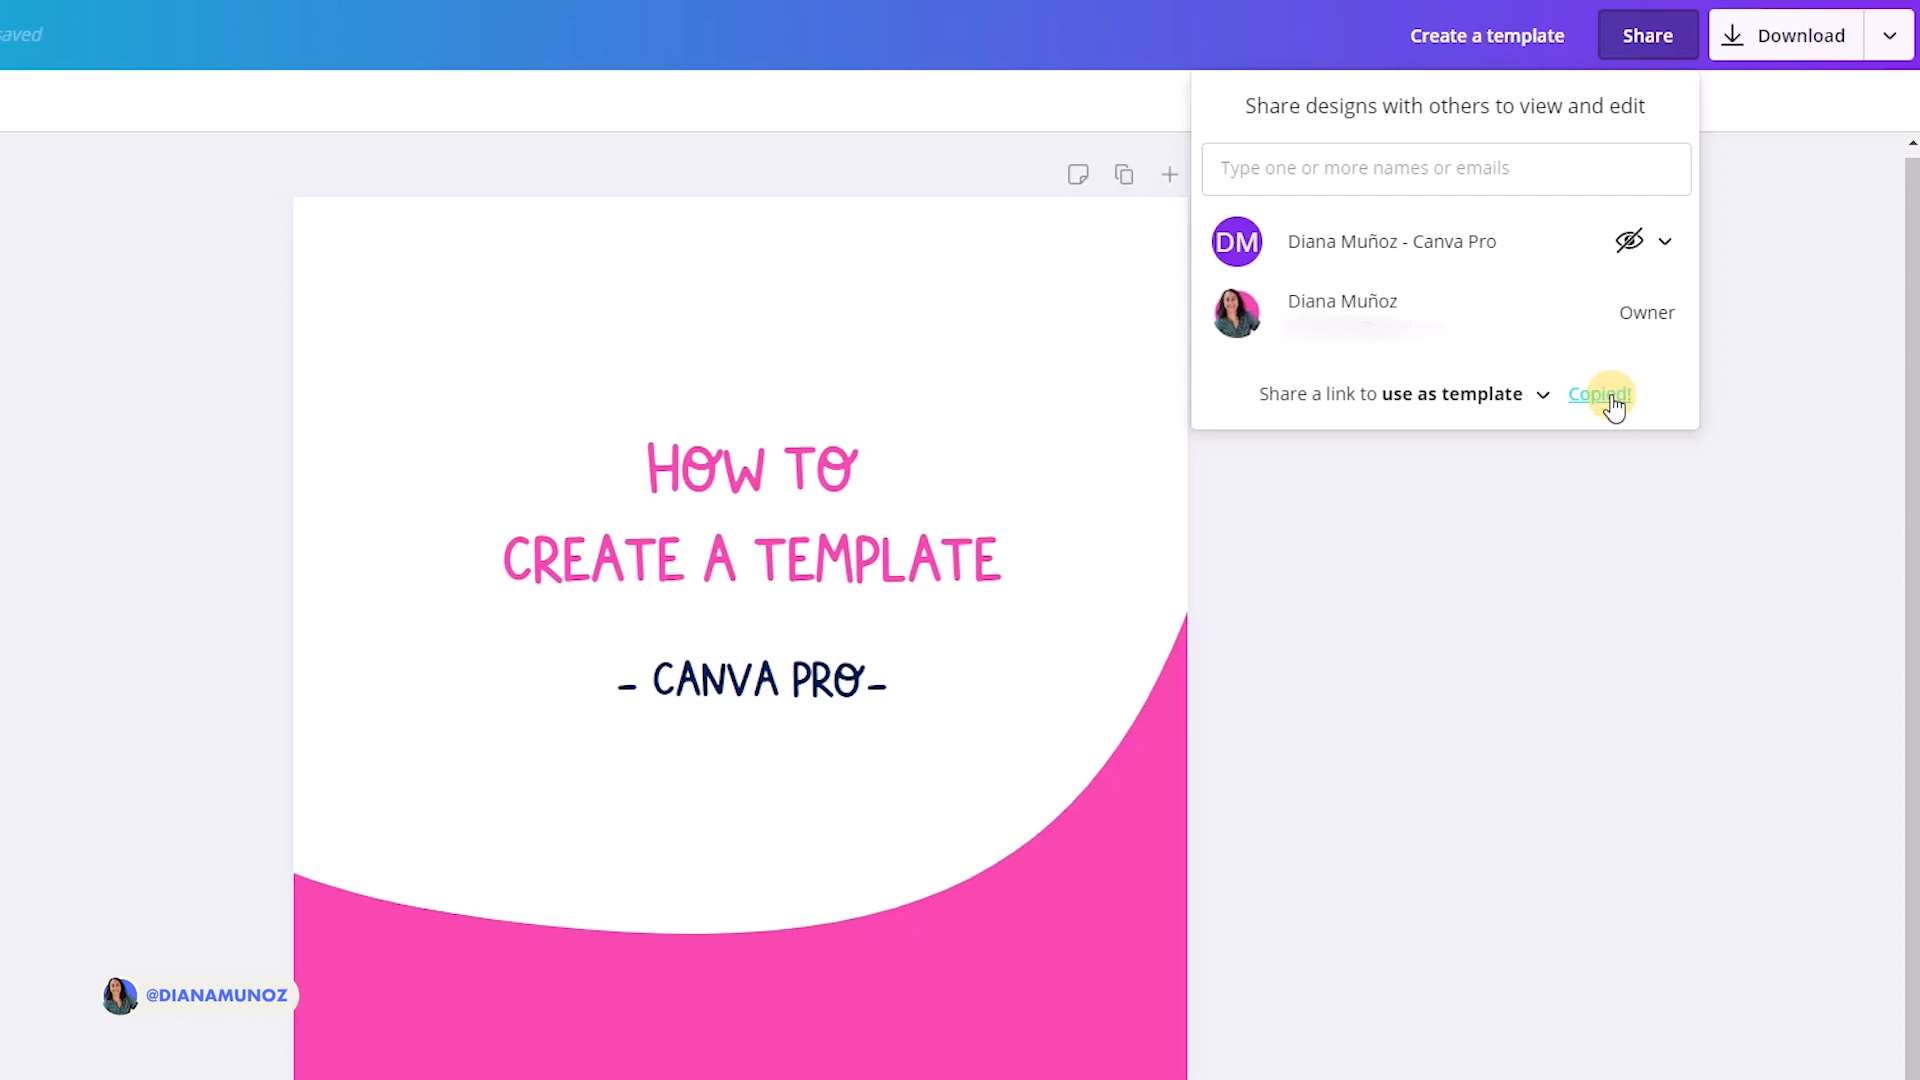 saved
Create a template
Share
Download
Share designs with others to view and edit
Type one or more names or emails
DM
Diana Muñoz - Canva Pro
Diana Muñoz
Owner
Share a link to use as template
Copied!
HOW TO
CREATE A TEMPLATE
- CANVA PRO-
@DIANAMUNOZ